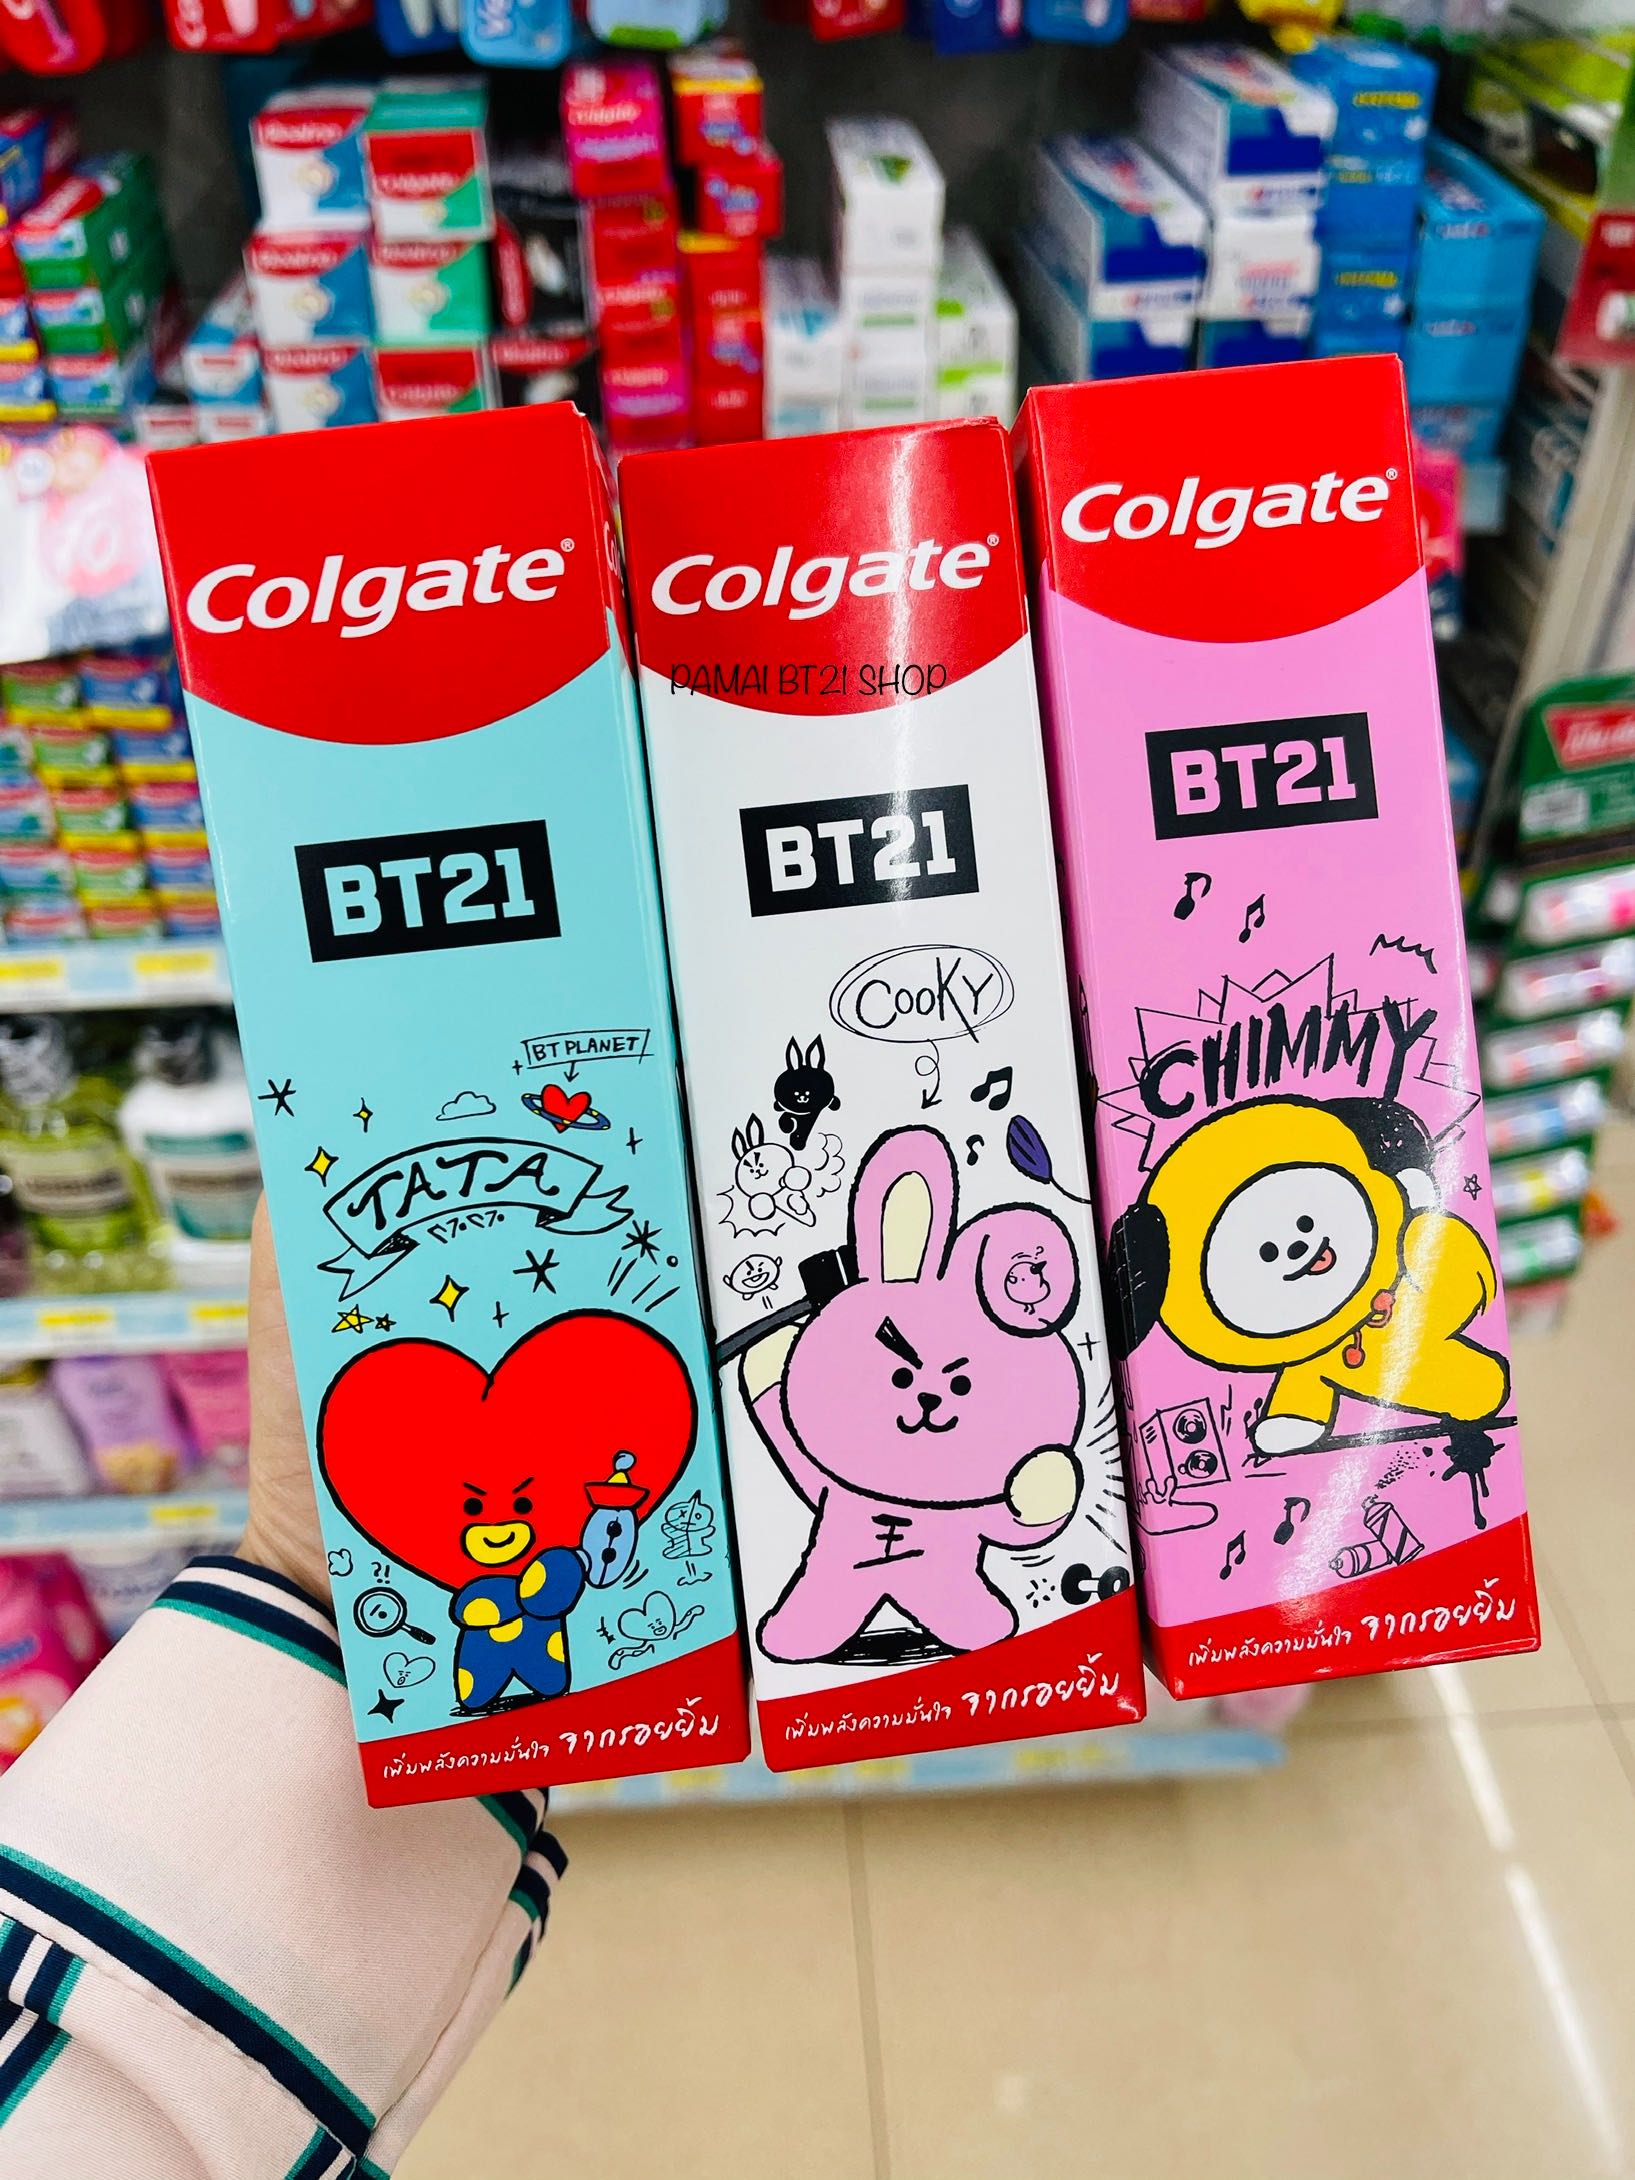 Colgate®
BT21
BT PLANET
TATA
เพิ่มพลังความมั่นใจ จากรอยยิ้ม
Colgate®
PAMAI BT21 SHOP
BT21
COOKY
王
เพิ่มพลังความมั่นใจ จากรอยยิ้ม
Colgate®
BT21
CHIMMY
เพิ่มพลังความมั่นใจ จากรอยยิ้ม
Colgate
Colgate